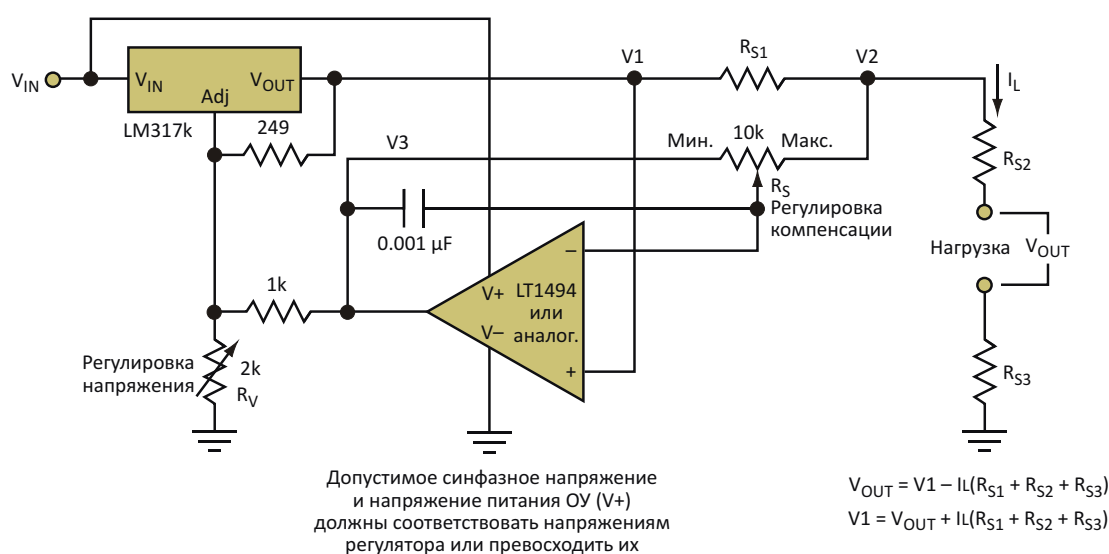 V1
RS1
V2
VIN
VIN
VOUT
Adj
LM317k
249
IL
V3
Мин.
10k
Макс.
RS
Регулировка
компенсации
RS2
0.001 µF
Нагрузка
VOUT
1k
V+
V–
LT1494
или
аналог.
–
+
Регулировка
напряжения
2k
RV
RS3
Допустимое синфазное напряжение
и напряжение питания ОУ (V+)
должны соответствовать напряжениям
регулятора или превосходить их
VOUT = V1 – IL(RS1 + RS2 + RS3)
V1 = VOUT + IL(RS1 + RS2 + RS3)